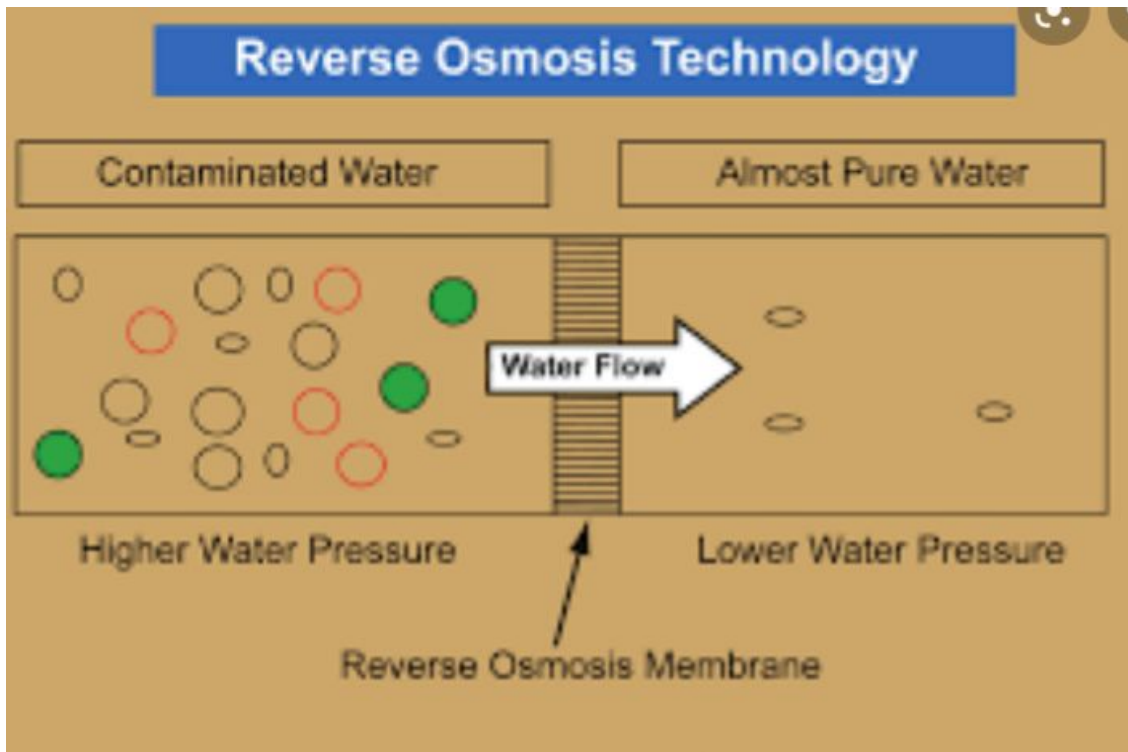 Reverse Osmosis Technology
Contaminated Water
Almost Pure Water
Water Flow
Higher Water Pressure
Lower Water Pressure
Reverse Osmosis Membrane